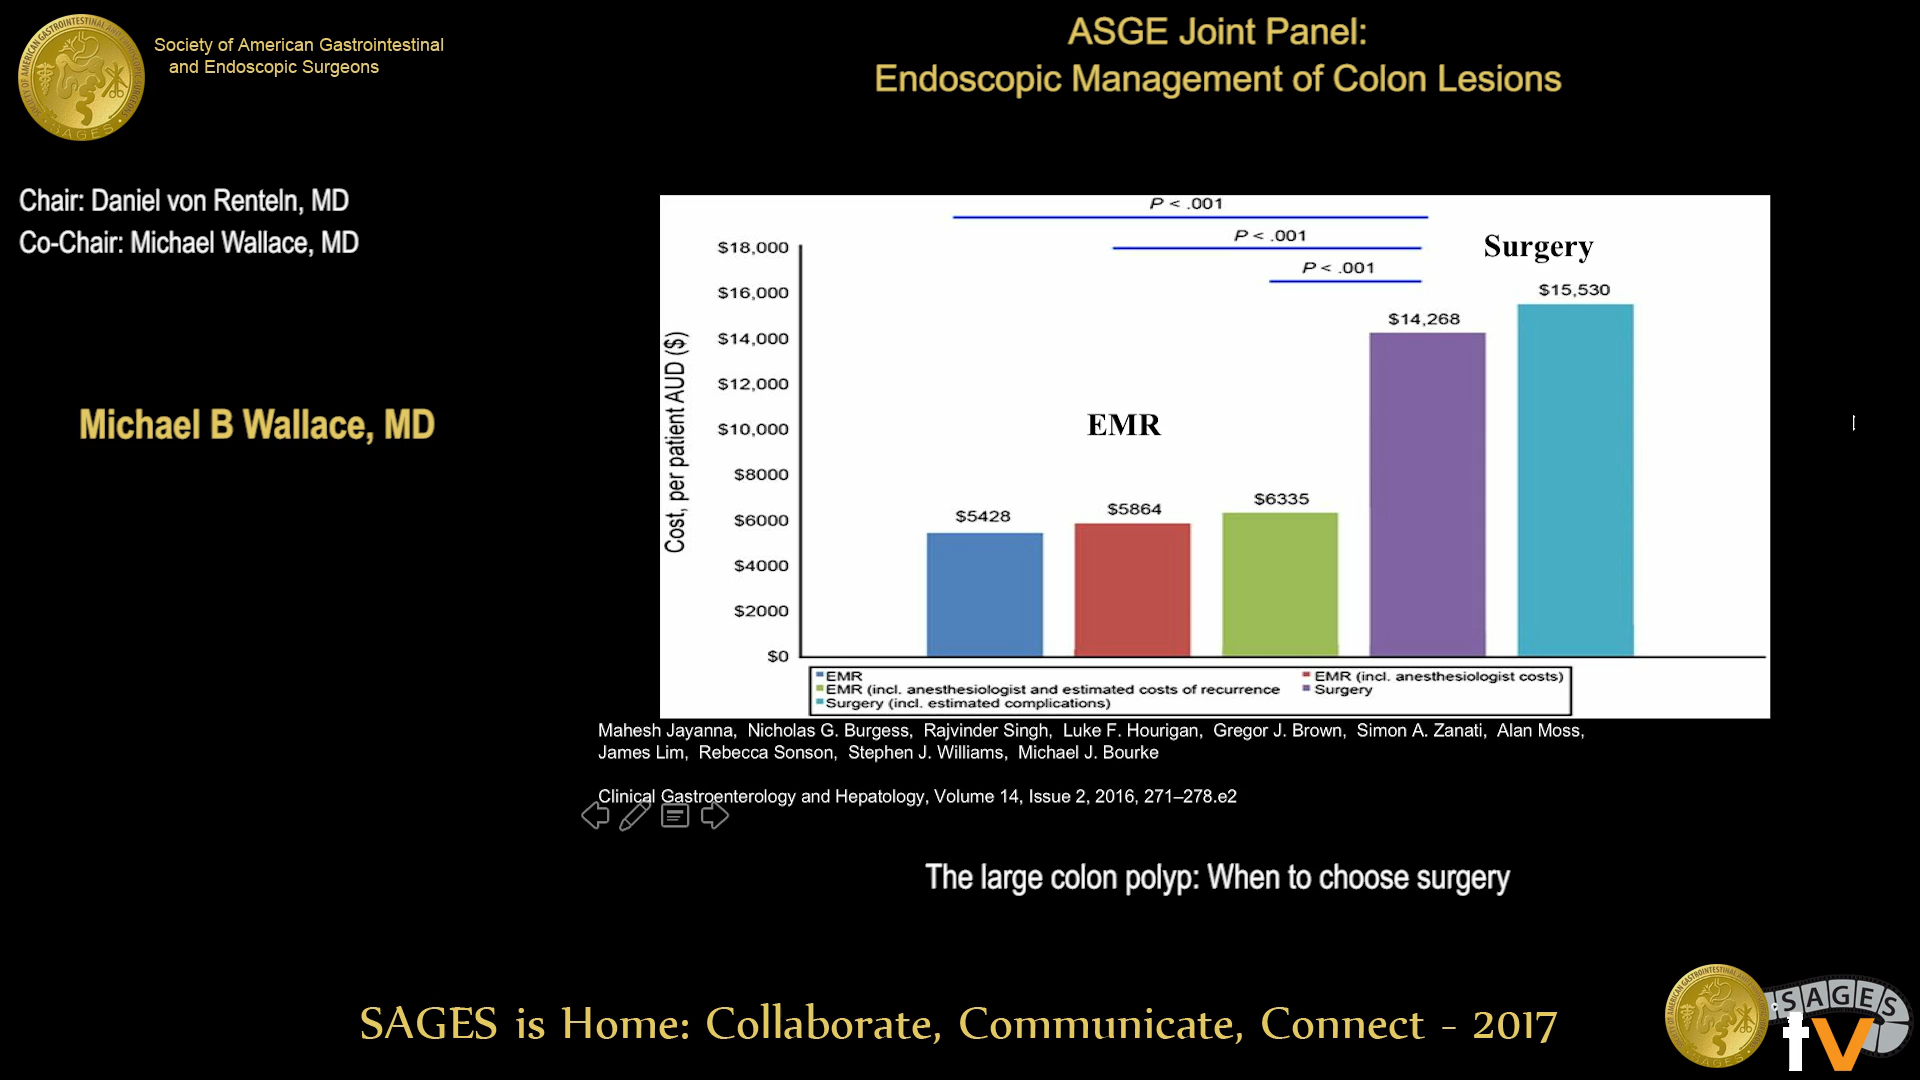 Society of American Gastrointestinal
and Endoscopic Surgeons
ASGE Joint Panel:
Endoscopic Management of Colon Lesions
Chair: Daniel von Renteln, MD
Co-Chair: Michael Wallace, MD
Michael B Wallace, MD
P < .001
P < .001
P < .001
Surgery
EMR
Cost, per patient AUD ($)
$18,000
$16,000
$14,000
$12,000
$10,000
$8000
$6000
$4000
$2000
$0
$5428
$5864
$6335
$14,268
$15,530
EMR
EMR (incl. anesthesiologist costs)
EMR (incl. anesthesiologist and estimated costs of recurrence
Surgery
Surgery (incl. estimated complications)
Mahesh Jayanna, Nicholas G. Burgess, Rajvinder Singh, Luke F. Hourigan, Gregor J. Brown, Simon A. Zanati, Alan Moss,
James Lim, Rebecca Sonson, Stephen J. Williams, Michael J. Bourke
Clinical Gastroenterology and Hepatology, Volume 14, Issue 2, 2016, 271–278.e2
The large colon polyp: When to choose surgery
SAGES is Home: Collaborate, Communicate, Connect - 2017
SAGES
tv